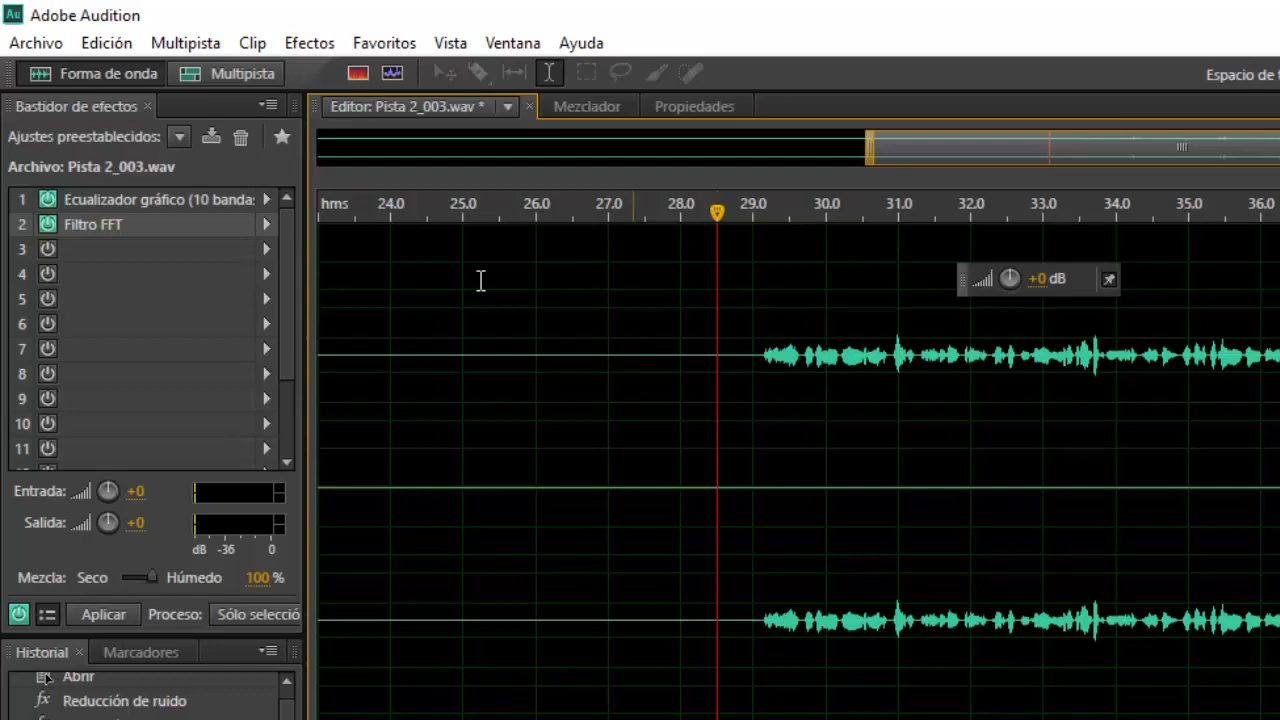 Au Adobe Audition
Archivo Edición Multipista Clip Efectos Favoritos Vista Ventana Ayuda
Forma de onda Multipista Espacio de
Bastidor de efectos × Editor: Pista 2_003.wav * × Mezclador Propiedades
Ajustes preestablecidos:
Archivo: Pista 2_003.wav
hms 24.0 25.0 26.0 27.0 28.0 29.0 30.0 31.0 32.0 33.0 34.0 35.0 36.0
1 Ecualizador gráfico (10 bandas
2 Filtro FFT
3
4
+0 dB
5
6
7
8
9
10
11
Entrada: +0
Salida: +0
dB -36 0
Mezcla: Seco Húmedo 100 %
Aplicar Proceso: Sólo selecció
Historial × Marcadores
Abrir
fx Reducción de ruido